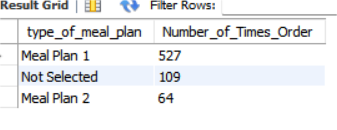 Result Grid Filter Rows:
type_of_meal_plan Number_of_Times_Order
Meal Plan 1 527
Not Selected 109
Meal Plan 2 64